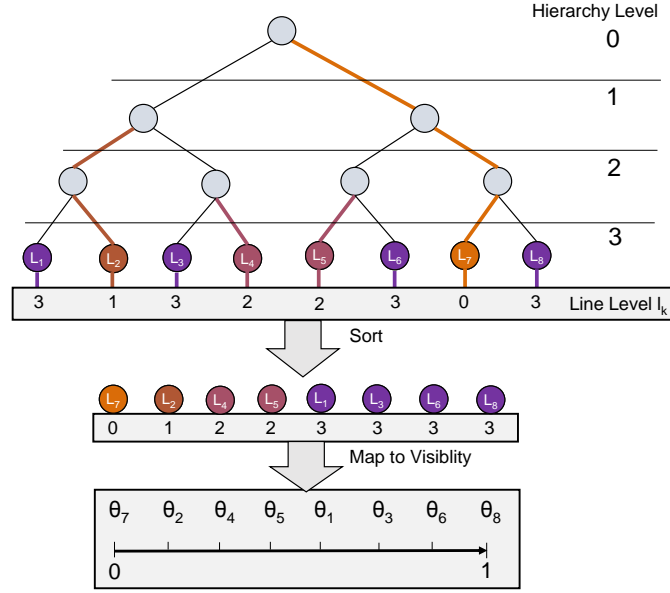 Hierarchy Level
0
1
2
3
L1 L2 L3 L4 L5 L6 L7 L8
3 1 3 2 2 3 0 3 Line Level lk
Sort
L7 L2 L4 L5 L1 L3 L6 L8
0 1 2 2 3 3 3 3
Map to Visiblity
θ7 θ2 θ4 θ5 θ1 θ3 θ6 θ8
0 1